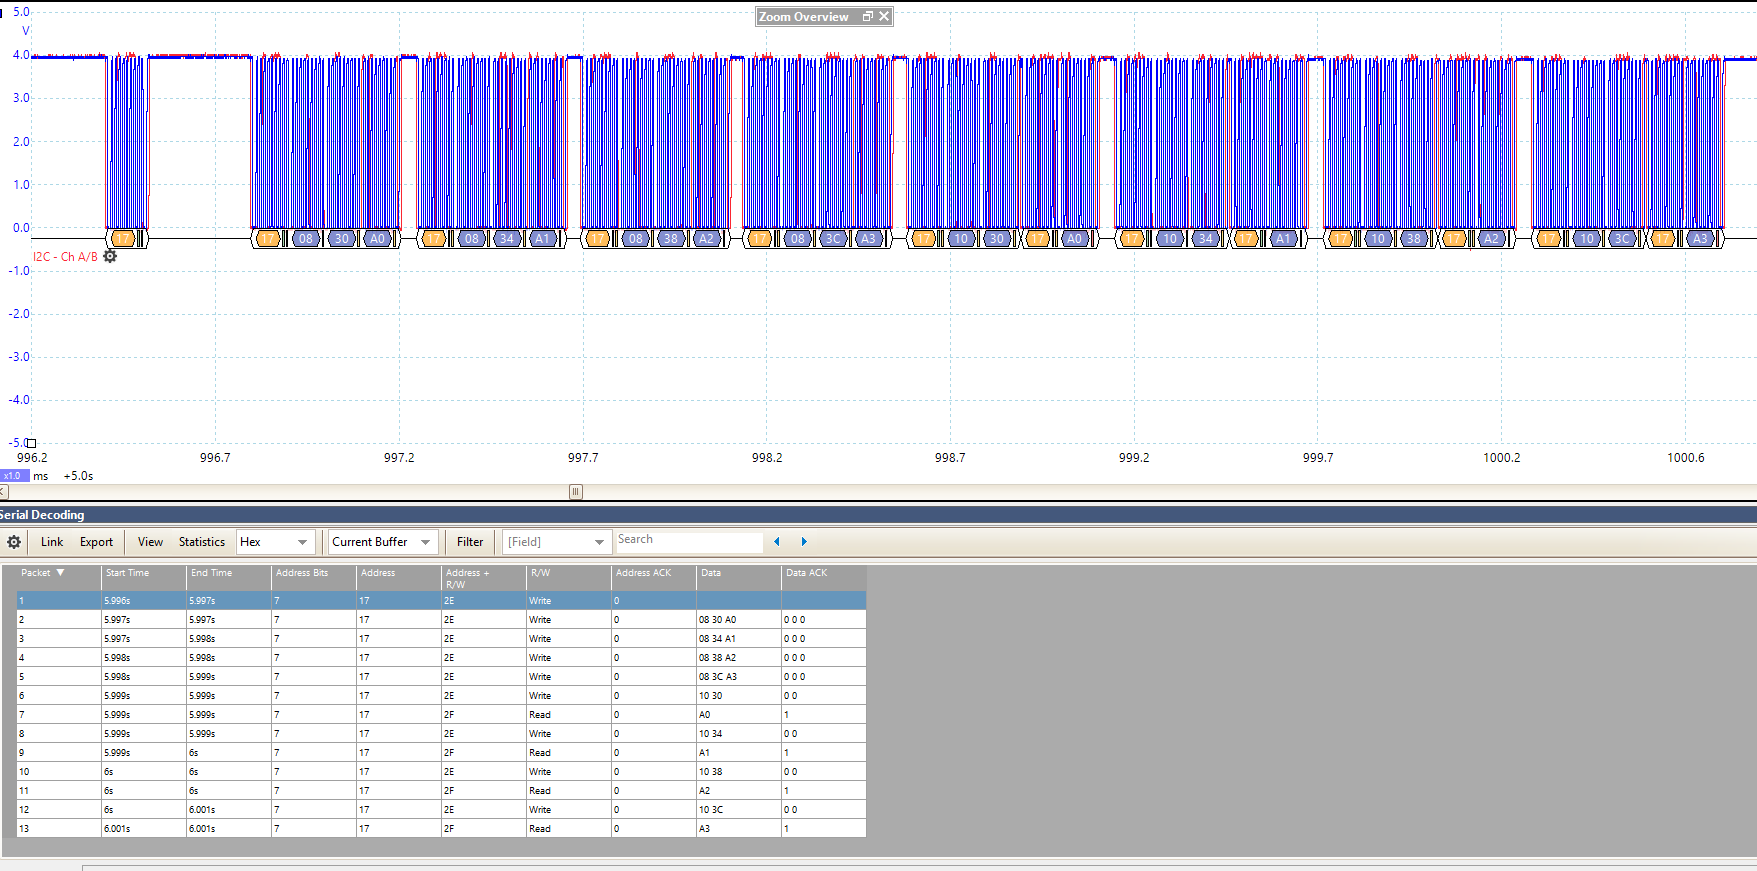 Zoom Overview
5.0
V
4.0
3.0
2.0
1.0
0.0
17 17 08 30 A0 17 08 34 A1 17 08 38 A2 17 08 3C A3 17 10 30 17 A0 17 10 34 17 A1 17 10 38 17 A2 17 10 3C 17 A3
I2C - Ch A/B
-1.0
-2.0
-3.0
-4.0
-5.0
996.2 996.7 997.2 997.7 998.2 998.7 999.2 999.7 1000.2 1000.6
x1.0 ms +5.0s
Serial Decoding
Link Export View Statistics Hex Current Buffer Filter [Field] Search
Packet Start Time End Time Address Bits Address Address + R/W R/W Address ACK Data Data ACK
1 5.996s 5.997s 7 17 2E Write 0
2 5.997s 5.997s 7 17 2E Write 0 08 30 A0 0 0 0
3 5.997s 5.998s 7 17 2E Write 0 08 34 A1 0 0 0
4 5.998s 5.998s 7 17 2E Write 0 08 38 A2 0 0 0
5 5.998s 5.999s 7 17 2E Write 0 08 3C A3 0 0 0
6 5.999s 5.999s 7 17 2E Write 0 10 30 0 0
7 5.999s 5.999s 7 17 2F Read 0 A0 1
8 5.999s 5.999s 7 17 2E Write 0 10 34 0 0
9 5.999s 6s 7 17 2F Read 0 A1 1
10 6s 6s 7 17 2E Write 0 10 38 0 0
11 6s 6s 7 17 2F Read 0 A2 1
12 6s 6.001s 7 17 2E Write 0 10 3C 0 0
13 6.001s 6.001s 7 17 2F Read 0 A3 1